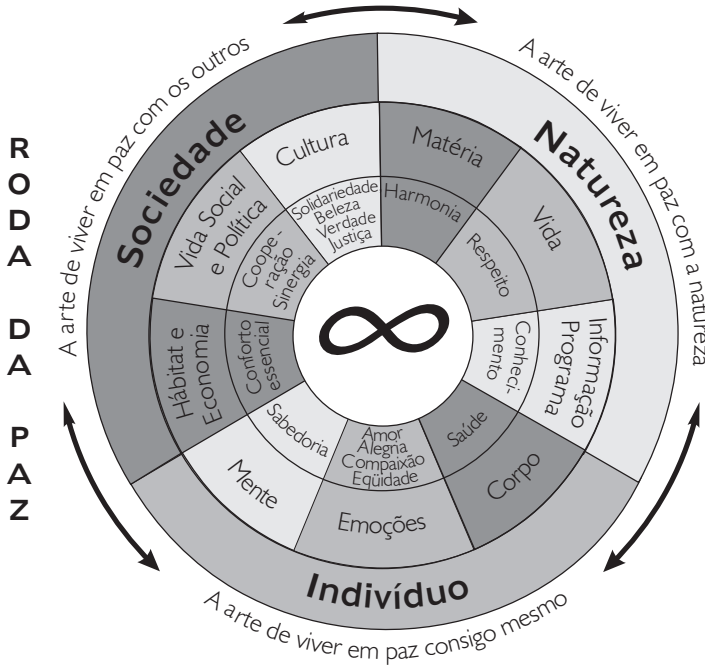 RODA DA PAZ
A arte de viver em paz com os outros
A arte de viver em paz com a natureza
A arte de viver em paz consigo mesmo
Sociedade
Natureza
Indivíduo
Cultura
Solidariedade
Beleza
Verdade
Justiça
Matéria
Harmonia
Vida
Respeito
Informação
Programa
Conheci-
mento
Corpo
Saúde
Emoções
Amor
Alegria
Compaixão
Eqüidade
Mente
Sabedoria
Hábitat e
Economia
Conforto
essencial
Vida Social
e Política
Coope-
ração
Sinergia